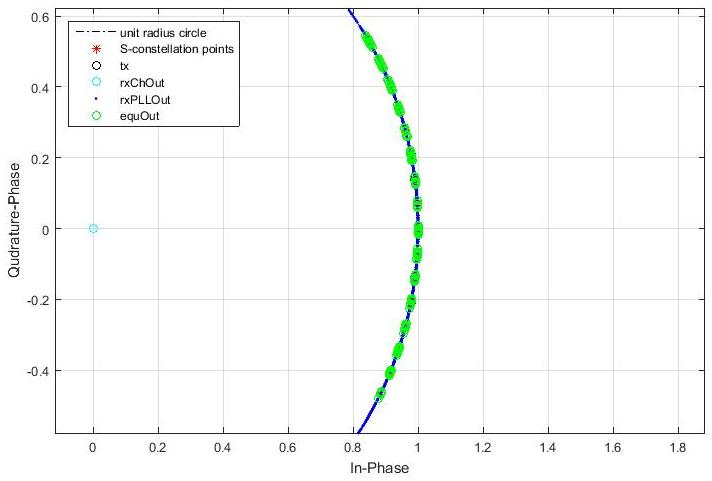 unit radius circle
S-constellation points
tx
rxChOut
rxPLLOut
equOut
0.6
0.4
0.2
0
-0.2
-0.4
Qudrature-Phase
0 0.2 0.4 0.6 0.8 1 1.2 1.4 1.6 1.8
In-Phase